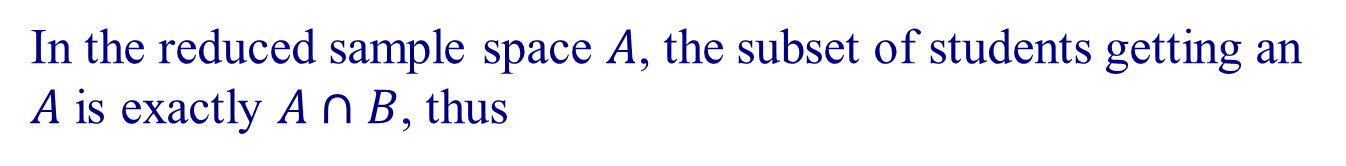 In the reduced sample space A, the subset of students getting an
A is exactly A ∩ B, thus